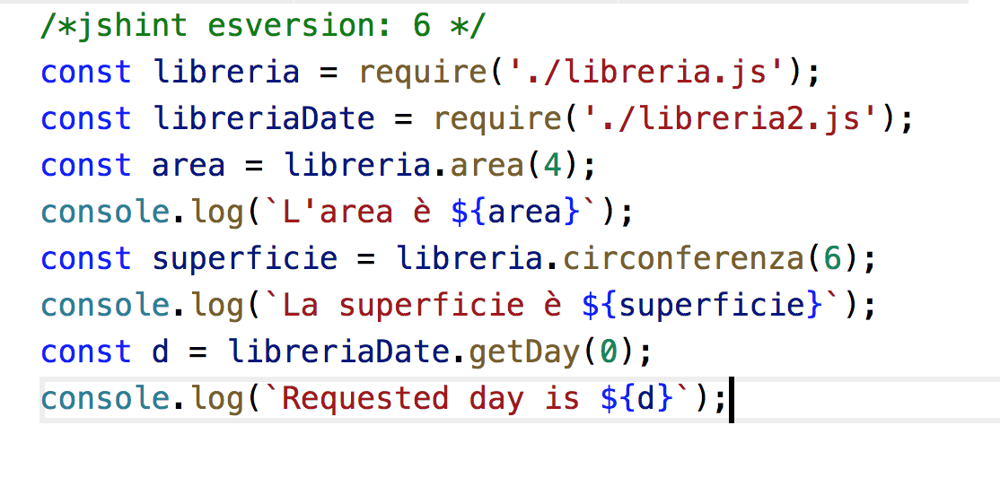 /*jshint esversion: 6 */
const libreria = require('./libreria.js');
const libreriaDate = require('./libreria2.js');
const area = libreria.area(4);
console.log(`L'area è ${area}`);
const superficie = libreria.circonferenza(6);
console.log(`La superficie è ${superficie}`);
const d = libreriaDate.getDay(0);
console.log(`Requested day is ${d}`);